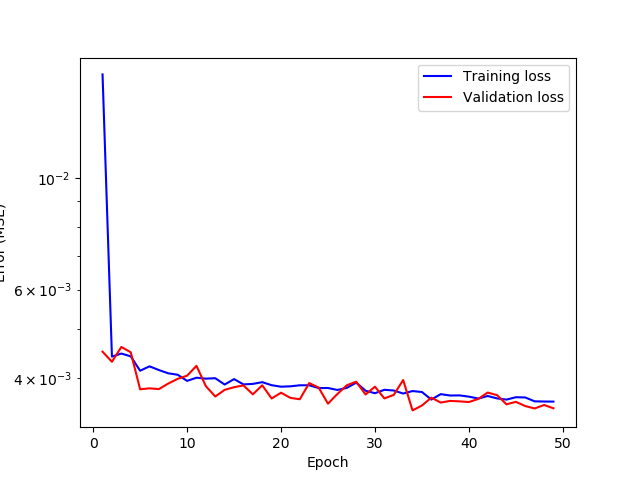 Training loss
Validation loss
10⁻²
6 × 10⁻³
4 × 10⁻³
Error (MSE)
0 10 20 30 40 50
Epoch